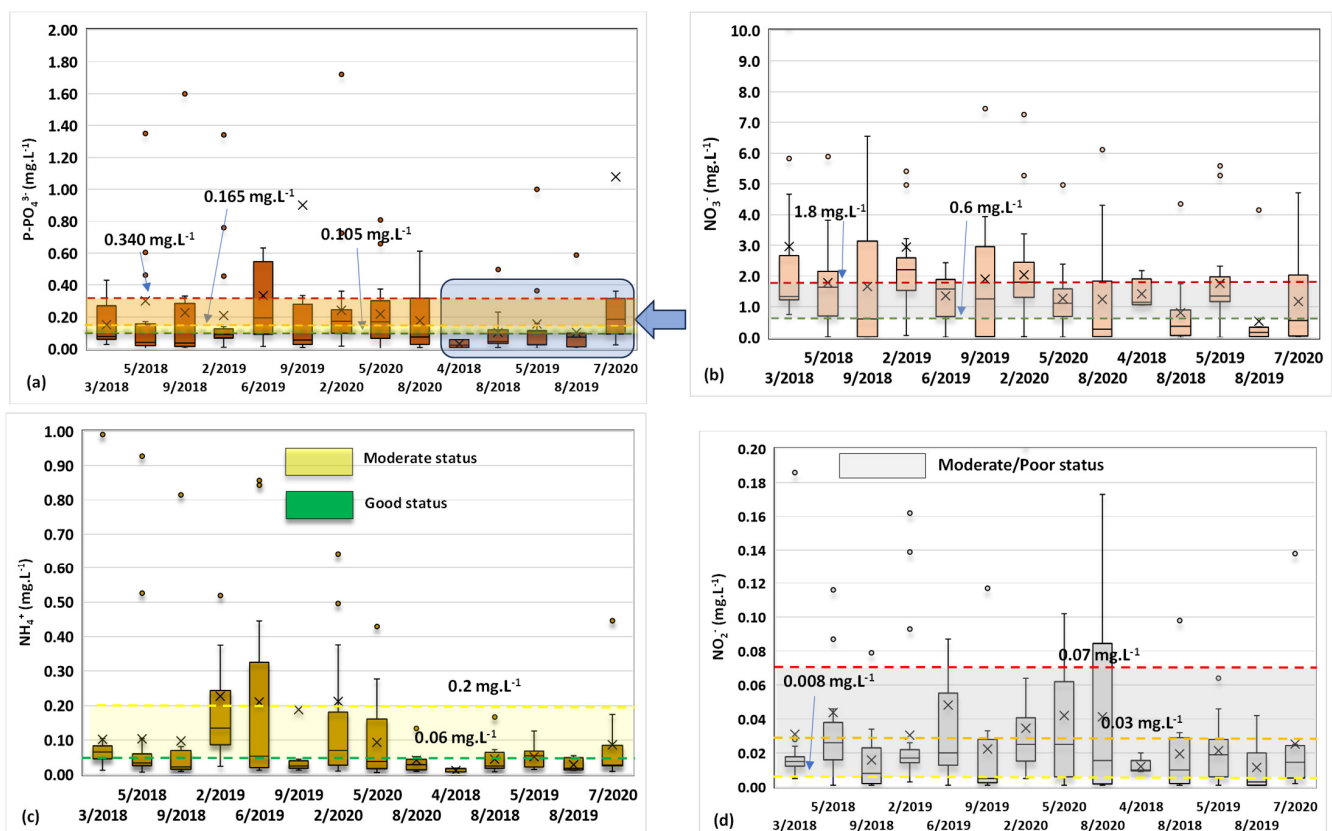 2.00
1.80
1.60
1.40
1.20
1.00
0.80
0.60
0.40
0.20
0.00
P-PO₄³⁻ (mg.L⁻¹)
0.165 mg.L⁻¹
0.340 mg.L⁻¹
0.105 mg.L⁻¹
5/2018 2/2019 9/2019 5/2020 4/2018 5/2019 7/2020
(a) 3/2018 9/2018 6/2019 2/2020 8/2020 8/2018 8/2019
10.0
9.0
8.0
7.0
6.0
5.0
4.0
3.0
2.0
1.0
0.0
NO₃⁻ (mg.L⁻¹)
1.8 mg.L⁻¹
0.6 mg.L⁻¹
5/2018 2/2019 9/2019 5/2020 4/2018 5/2019 7/2020
(b) 3/2018 9/2018 6/2019 2/2020 8/2020 8/2018 8/2019
1.00
0.90
0.80
0.70
0.60
0.50
0.40
0.30
0.20
0.10
0.00
NH₄⁺ (mg.L⁻¹)
Moderate status
Good status
0.2 mg.L⁻¹
0.06 mg.L⁻¹
5/2018 2/2019 9/2019 5/2020 4/2018 5/2019 7/2020
(c) 3/2018 9/2018 6/2019 2/2020 8/2020 8/2018 8/2019
0.20
0.18
0.16
0.14
0.12
0.10
0.08
0.06
0.04
0.02
0.00
NO₂⁻ (mg.L⁻¹)
Moderate/Poor status
0.07 mg.L⁻¹
0.008 mg.L⁻¹
0.03 mg.L⁻¹
5/2018 2/2019 9/2019 5/2020 4/2018 5/2019 7/2020
(d) 3/2018 9/2018 6/2019 2/2020 8/2020 8/2018 8/2019